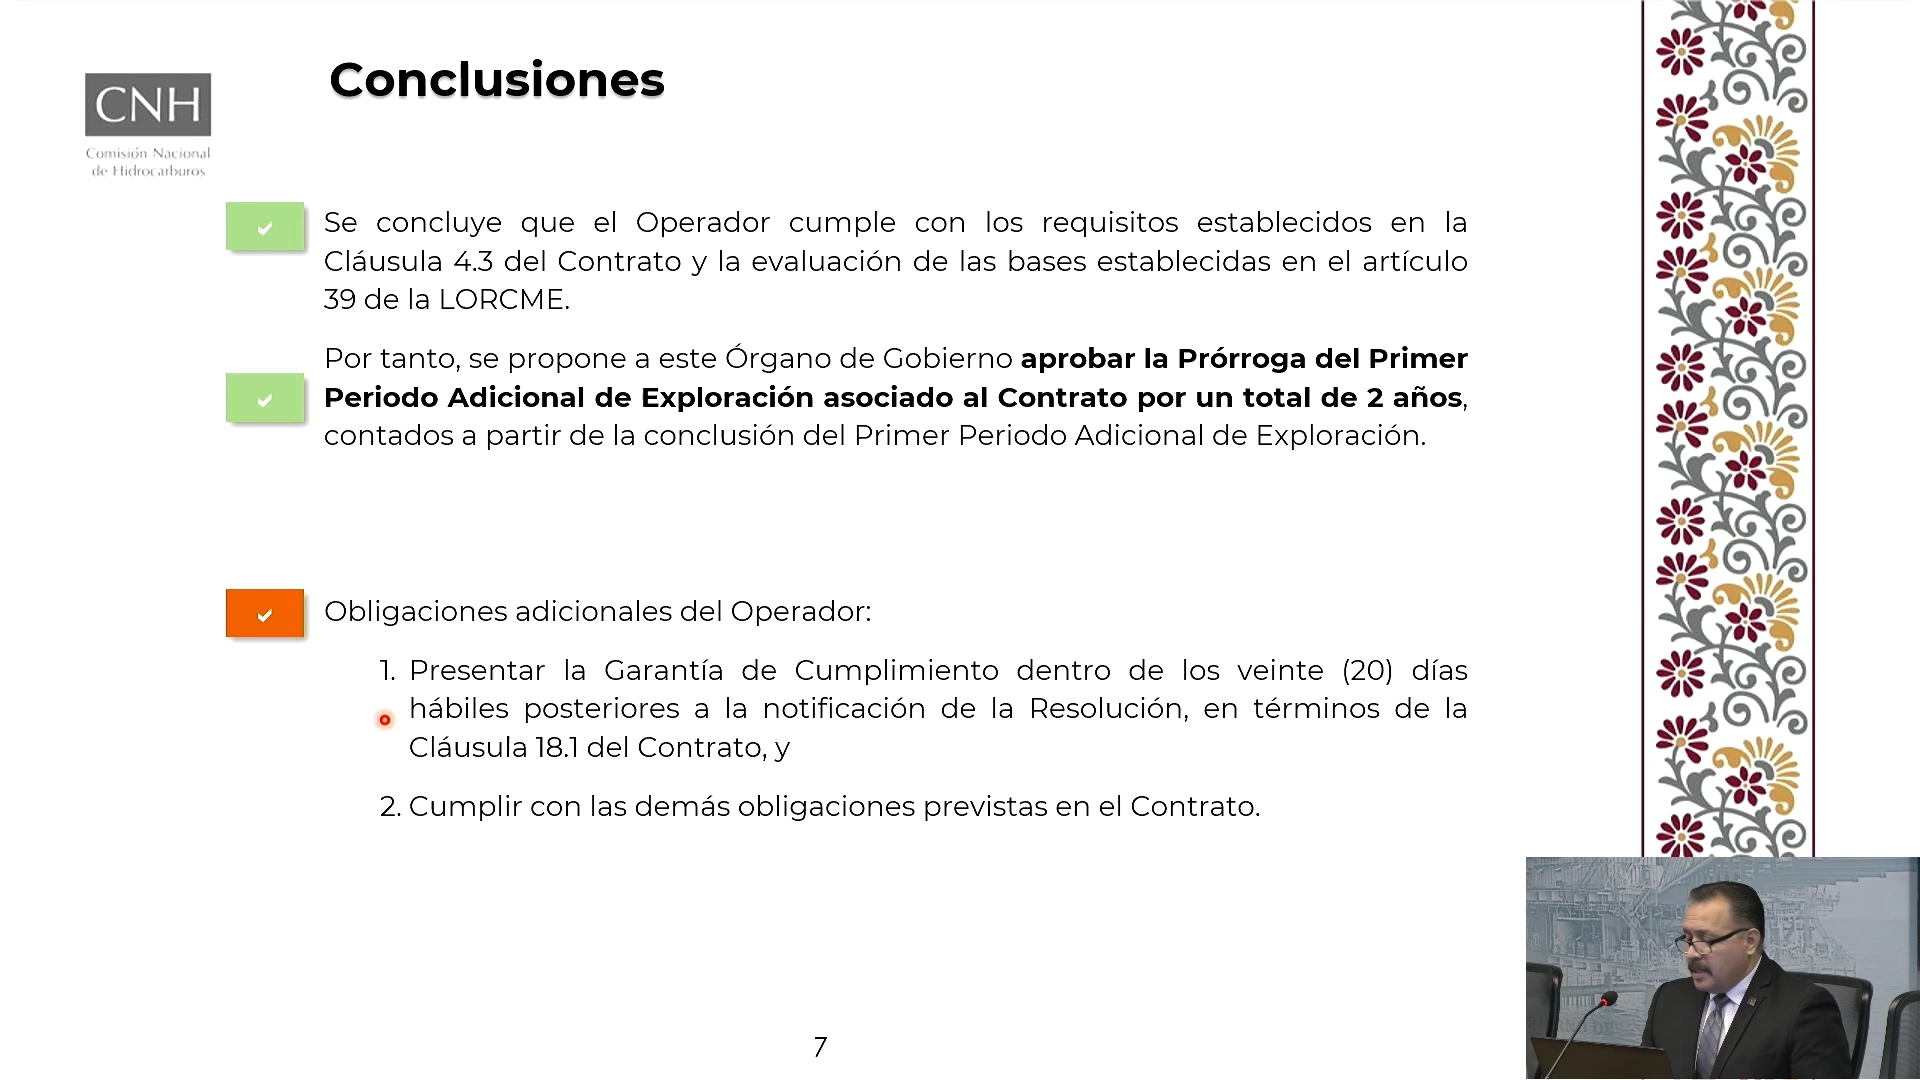 Conclusiones
CNH
Comisión Nacional
de Hidrocarburos
Se concluye que el Operador cumple con los requisitos establecidos en la
Cláusula 4.3 del Contrato y la evaluación de las bases establecidas en el artículo
39 de la LORCME.
Por tanto, se propone a este Órgano de Gobierno aprobar la Prórroga del Primer
Periodo Adicional de Exploración asociado al Contrato por un total de 2 años,
contados a partir de la conclusión del Primer Periodo Adicional de Exploración.
Obligaciones adicionales del Operador:
1. Presentar la Garantía de Cumplimiento dentro de los veinte (20) días
hábiles posteriores a la notificación de la Resolución, en términos de la
Cláusula 18.1 del Contrato, y
2. Cumplir con las demás obligaciones previstas en el Contrato.
7